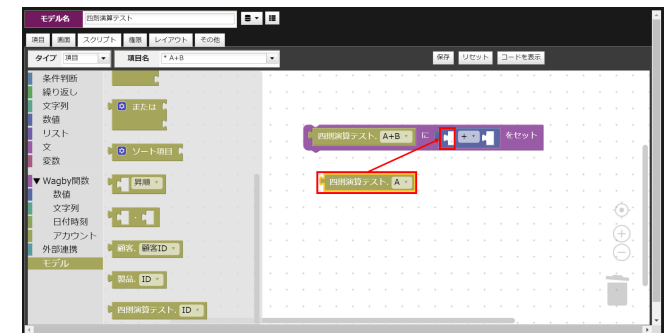 モデル名 四則演算テスト
項目 画面 スクリプト 権限 レイアウト その他
タイプ 項目 項目名 * A+B 保存 リセット コードを表示
条件判断
繰り返し
文字列
数値
リスト
文
変数
▼ Wagby関数
数値
文字列
日付時刻
アカウント
外部連携
モデル
または
ソート項目
昇順
.
顧客. 顧客ID
製品. ID
四則演算テスト. ID
四則演算テスト. A+B に + をセット
四則演算テスト. A